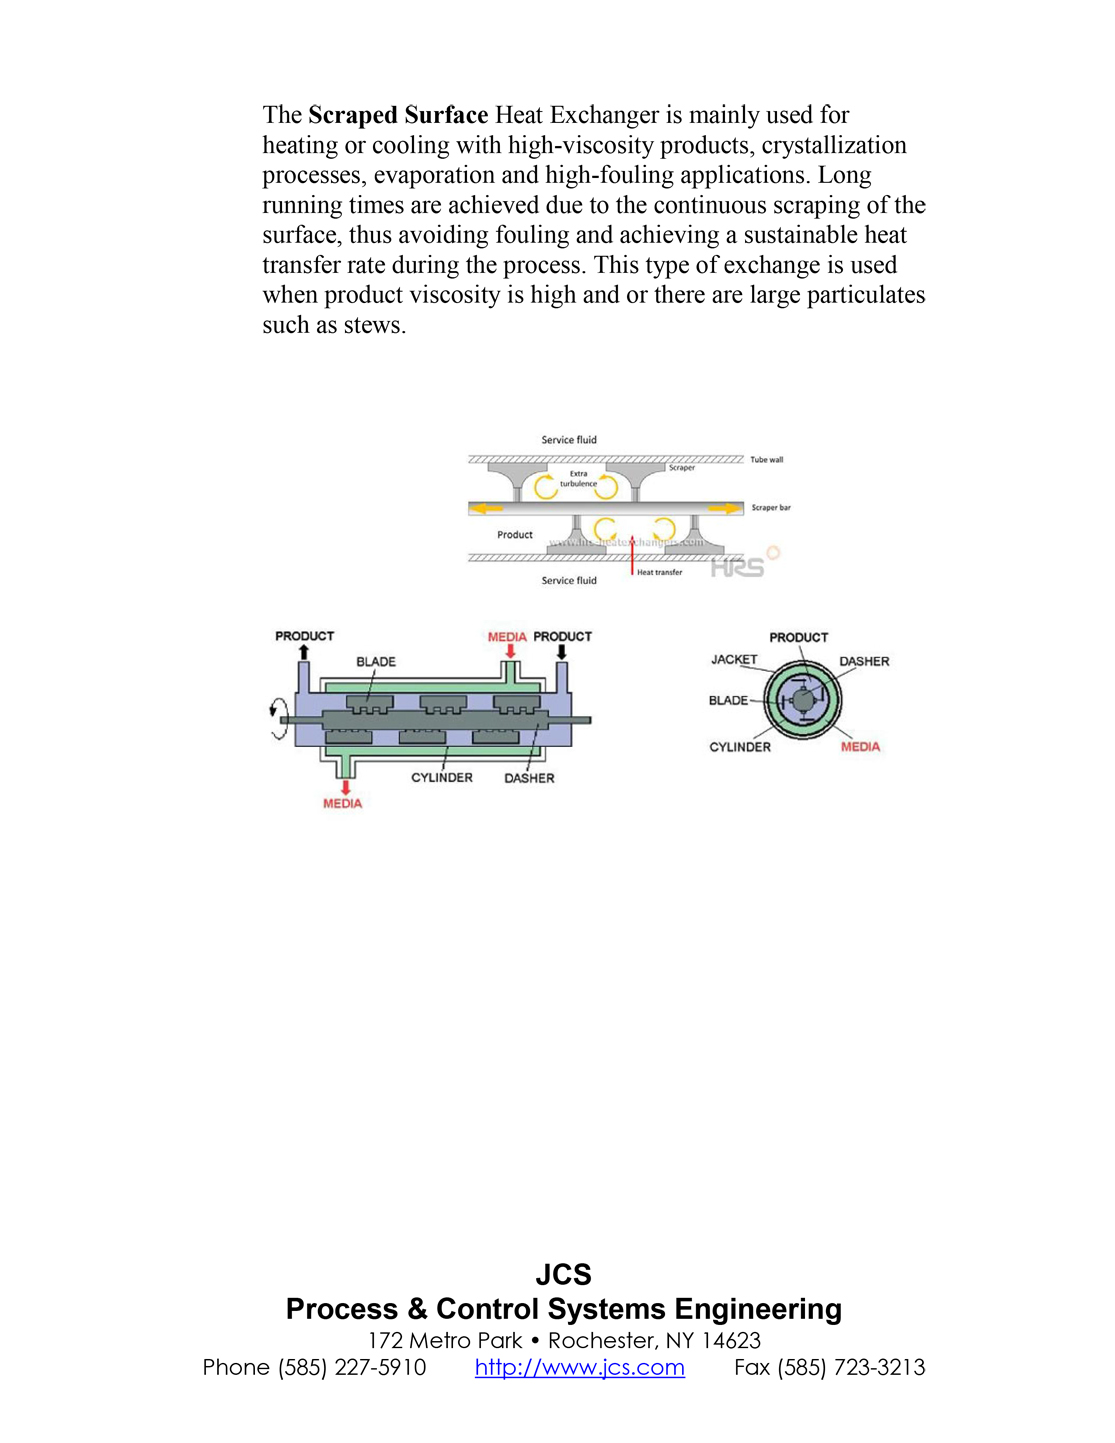 The Scraped Surface Heat Exchanger is mainly used for
heating or cooling with high-viscosity products, crystallization
processes, evaporation and high-fouling applications. Long
running times are achieved due to the continuous scraping of the
surface, thus avoiding fouling and achieving a sustainable heat
transfer rate during the process. This type of exchange is used
when product viscosity is high and or there are large particulates
such as stews.
Service fluid
Tube wall
Scraper
Extra
turbulence
Scraper bar
Product
www.hrs-heatexchangers.com
HRS
Heat transfer
Service fluid
PRODUCT
MEDIA PRODUCT
BLADE
CYLINDER
DASHER
MEDIA
PRODUCT
JACKET
DASHER
BLADE
CYLINDER
MEDIA
JCS
Process & Control Systems Engineering
172 Metro Park • Rochester, NY 14623
Phone (585) 227-5910 http://www.jcs.com Fax (585) 723-3213